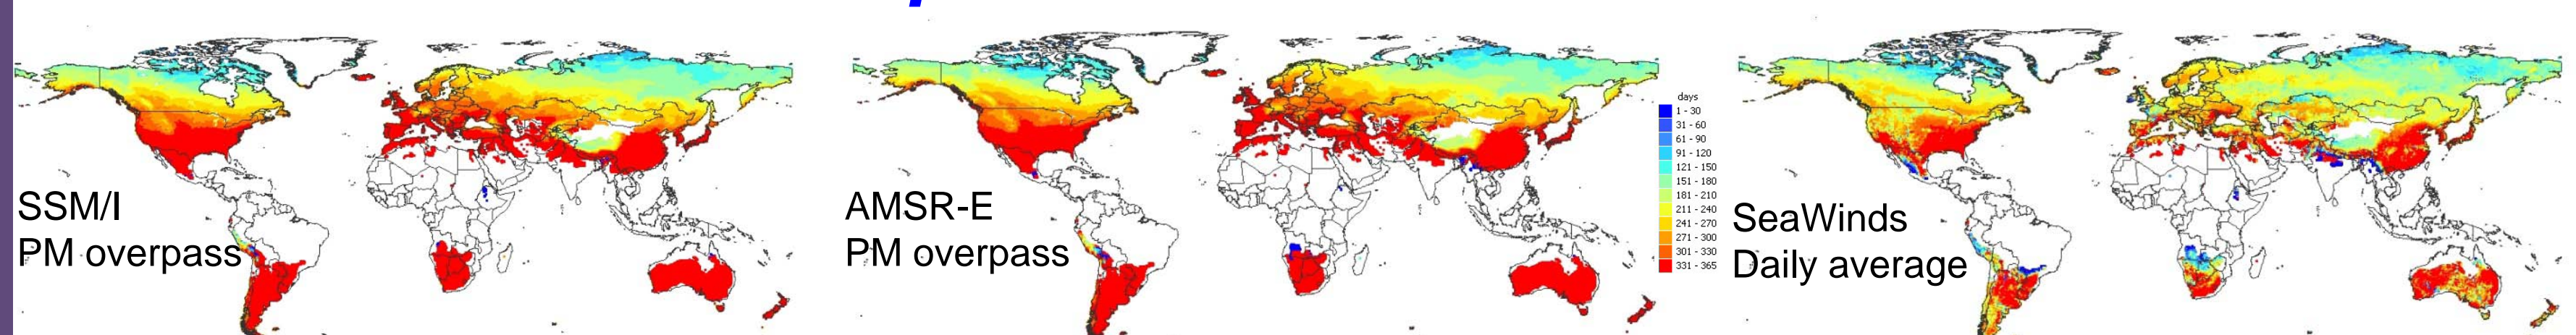 SSM/I
PM overpass
AMSR-E
PM overpass
days
1 - 30
31 - 60
61 - 90
91 - 120
121 - 150
151 - 180
181 - 210
211 - 240
241 - 270
271 - 300
301 - 330
331 - 365
SeaWinds
Daily average